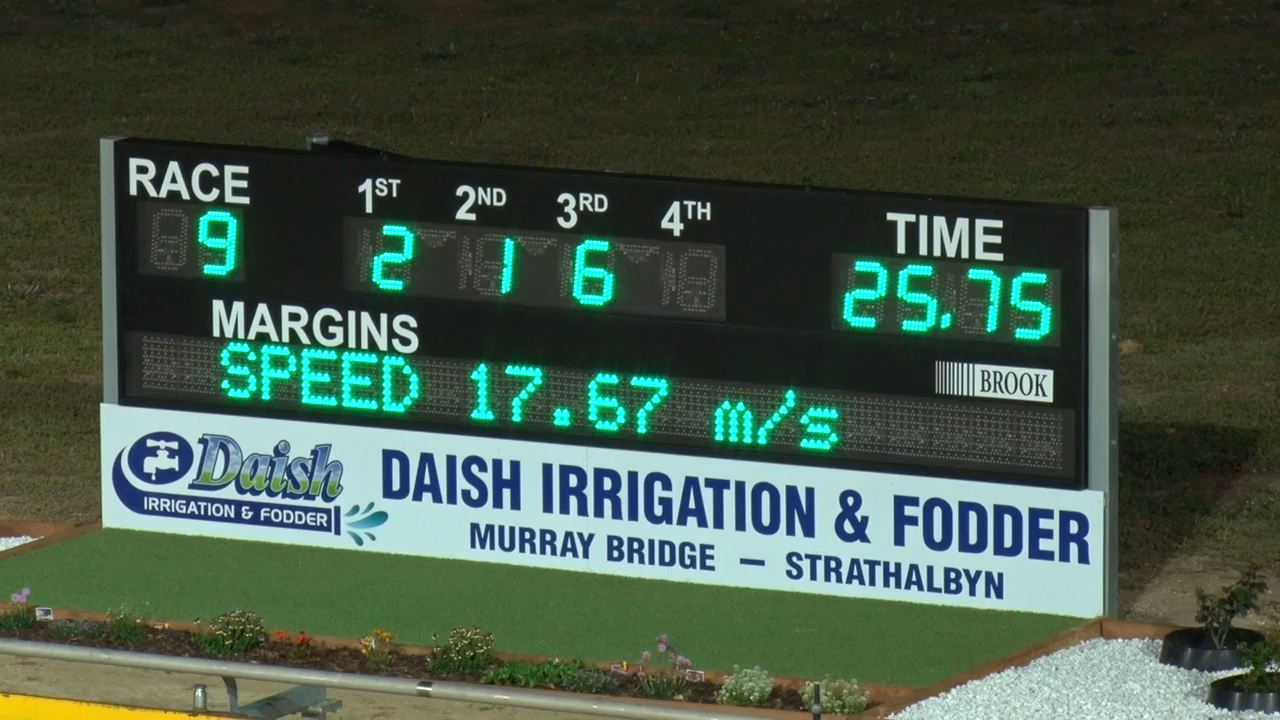 RACE 1ST 2ND 3RD 4TH TIME
9 2 1 6 25.75
MARGINS
SPEED 17.67 m/s
BROOK
Daish
IRRIGATION & FODDER
DAISH IRRIGATION & FODDER
MURRAY BRIDGE – STRATHALBYN